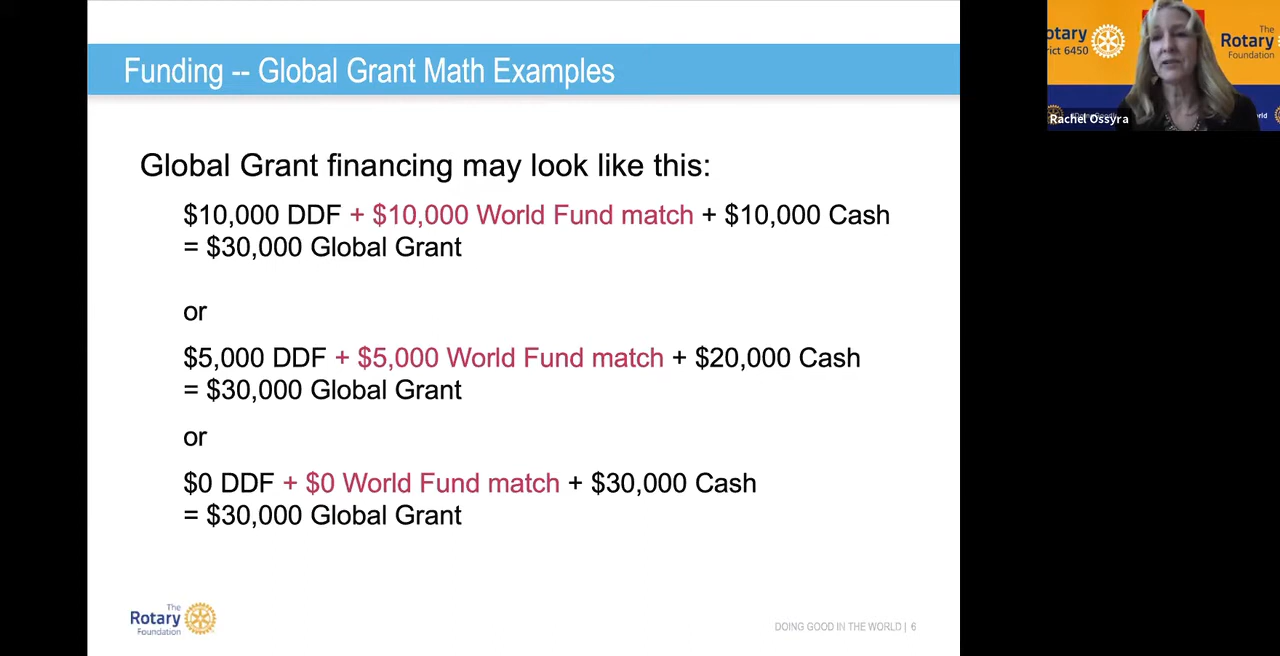 Funding -- Global Grant Math Examples
Global Grant financing may look like this:
$10,000 DDF + $10,000 World Fund match + $10,000 Cash
= $30,000 Global Grant
or
$5,000 DDF + $5,000 World Fund match + $20,000 Cash
= $30,000 Global Grant
or
$0 DDF + $0 World Fund match + $30,000 Cash
= $30,000 Global Grant
The
Rotary
Foundation
DOING GOOD IN THE WORLD | 6
otary
rict 6450
The
Rotary
Foundation
Rachel Ossyra